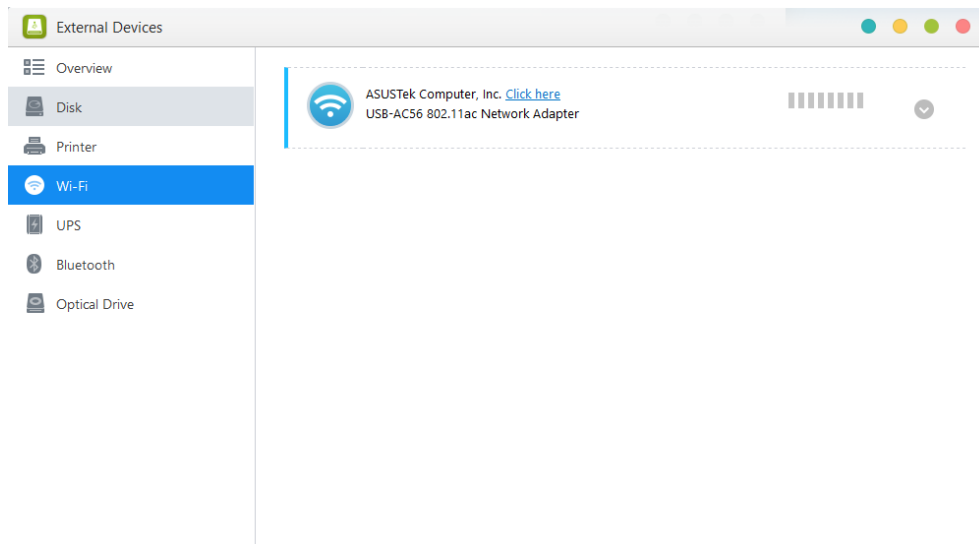 External Devices
Overview
Disk
Printer
Wi-Fi
UPS
Bluetooth
Optical Drive
ASUSTek Computer, Inc. Click here
USB-AC56 802.11ac Network Adapter